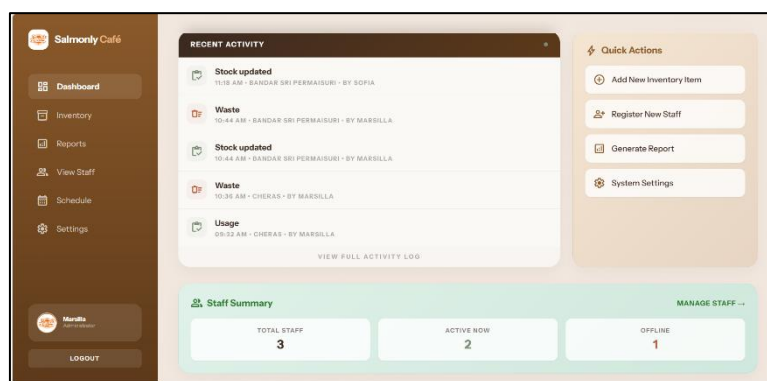 Salmonly Café
Dashboard
Inventory
Reports
View Staff
Schedule
Settings
Marsilla
Administrator
LOGOUT
RECENT ACTIVITY
Stock updated
11:18 AM • BANDAR SRI PERMAISURI • BY SOFIA
Waste
10:44 AM • BANDAR SRI PERMAISURI • BY MARSILLA
Stock updated
10:44 AM • BANDAR SRI PERMAISURI • BY MARSILLA
Waste
10:36 AM • CHERAS • BY MARSILLA
Usage
09:32 AM • CHERAS • BY MARSILLA
VIEW FULL ACTIVITY LOG
Quick Actions
Add New Inventory Item
Register New Staff
Generate Report
System Settings
Staff Summary
MANAGE STAFF →
TOTAL STAFF
3
ACTIVE NOW
2
OFFLINE
1